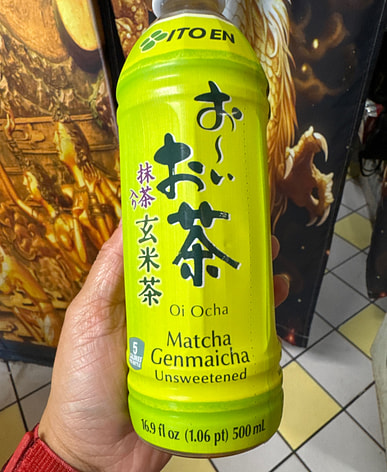 ITO EN
お〜い
お茶
抹茶
入り
玄米茶
Oi Ocha
Matcha
Genmaicha
Unsweetened
16.9 fl oz (1.06 pt) 500 mL
5